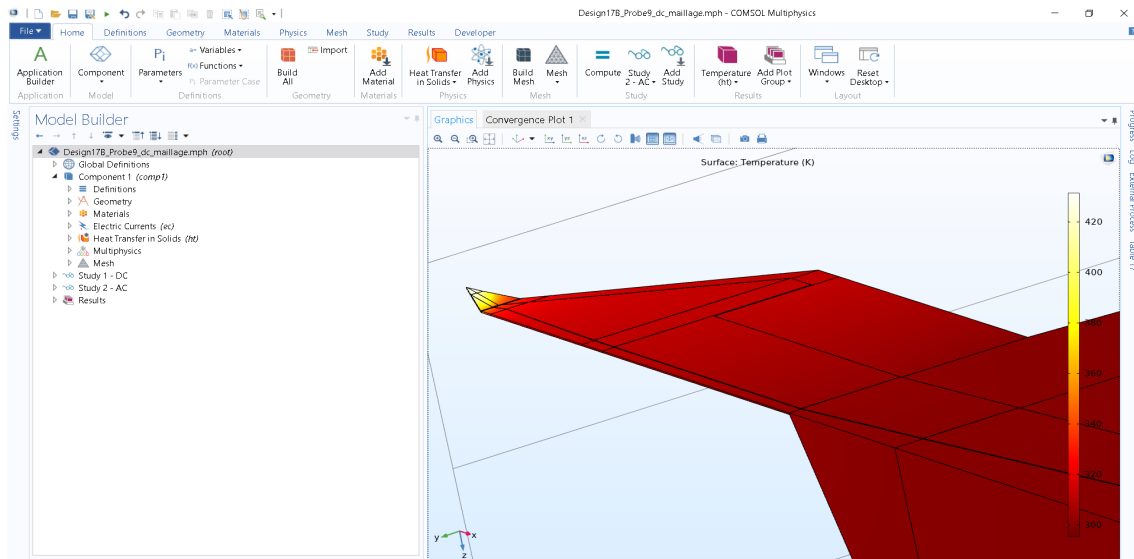 Design17B_Probe9_dc_maillage.mph - COMSOL Multiphysics
File Home Definitions Geometry Materials Physics Mesh Study Results Developer
Application Builder
Application
Component
Model
Pi
Parameters
a= Variables
f(x) Functions
Pi Parameter Case
Definitions
Build All
Import
Geometry
Add Material
Materials
Heat Transfer in Solids
Add Physics
Physics
Build Mesh
Mesh
Mesh
Compute
Study 2 - AC
Add Study
Study
Temperature (ht)
Add Plot Group
Results
Windows
Reset Desktop
Layout
Settings
Model Builder
Design17B_Probe9_dc_maillage.mph (root)
Global Definitions
Component 1 (comp1)
Definitions
Geometry
Materials
Electric Currents (ec)
Heat Transfer in Solids (ht)
Multiphysics
Mesh
Study 1 - DC
Study 2 - AC
Results
Graphics Convergence Plot 1
xy yz xz
Surface: Temperature (K)
420
400
380
360
340
320
300
y x
z
Progress Log External Process